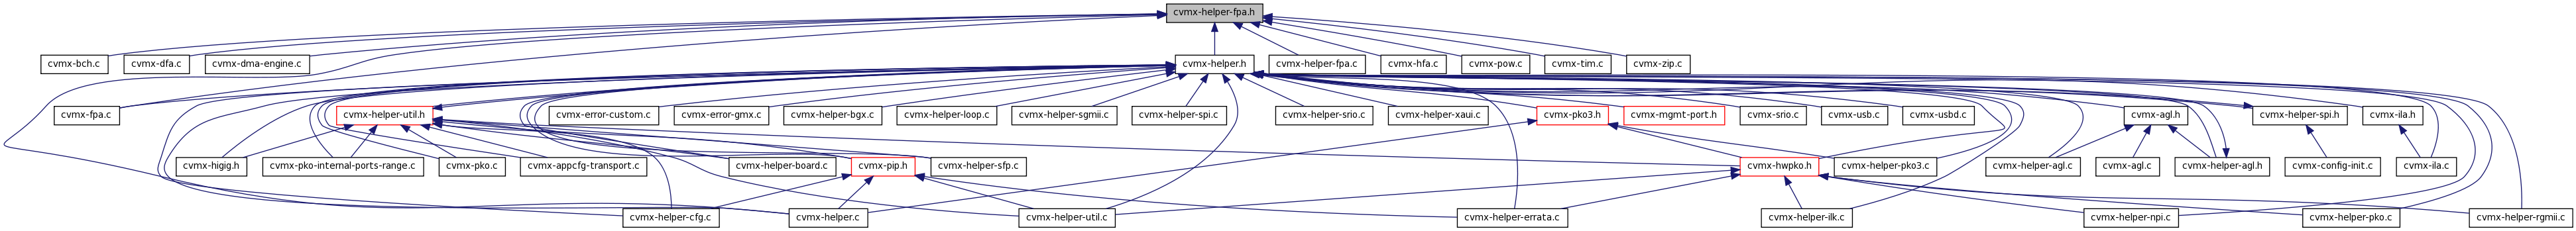 cvmx-helper-fpa.h
cvmx-bch.c
cvmx-dfa.c
cvmx-dma-engine.c
cvmx-helper.h
cvmx-helper-fpa.c
cvmx-hfa.c
cvmx-pow.c
cvmx-tim.c
cvmx-zip.c
cvmx-fpa.c
cvmx-helper-util.h
cvmx-error-custom.c
cvmx-error-gmx.c
cvmx-helper-bgx.c
cvmx-helper-loop.c
cvmx-helper-sgmii.c
cvmx-helper-spi.c
cvmx-helper-srio.c
cvmx-helper-xaui.c
cvmx-pko3.h
cvmx-mgmt-port.h
cvmx-srio.c
cvmx-usb.c
cvmx-usbd.c
cvmx-agl.h
cvmx-helper-spi.h
cvmx-ila.h
cvmx-higig.h
cvmx-pko-internal-ports-range.c
cvmx-pko.c
cvmx-appcfg-transport.c
cvmx-helper-board.c
cvmx-pip.h
cvmx-helper-sfp.c
cvmx-hwpko.h
cvmx-helper-pko3.c
cvmx-helper-agl.c
cvmx-agl.c
cvmx-helper-agl.h
cvmx-config-init.c
cvmx-ila.c
cvmx-helper-cfg.c
cvmx-helper.c
cvmx-helper-util.c
cvmx-helper-errata.c
cvmx-helper-ilk.c
cvmx-helper-npi.c
cvmx-helper-pko.c
cvmx-helper-rgmii.c